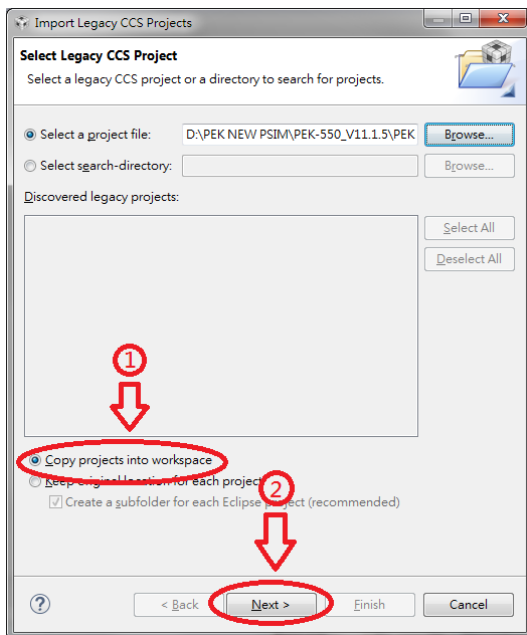 Import Legacy CCS Projects
Select Legacy CCS Project
Select a legacy CCS project or a directory to search for projects.
Select a project file: D:\PEK NEW PSIM\PEK-550_V11.1.5\PEK Browse...
Select search-directory: Browse...
Discovered legacy projects:
Select All
Deselect All
1
Copy projects into workspace
Keep original location for each project
2
Create a subfolder for each Eclipse project (recommended)
? < Back Next > Finish Cancel